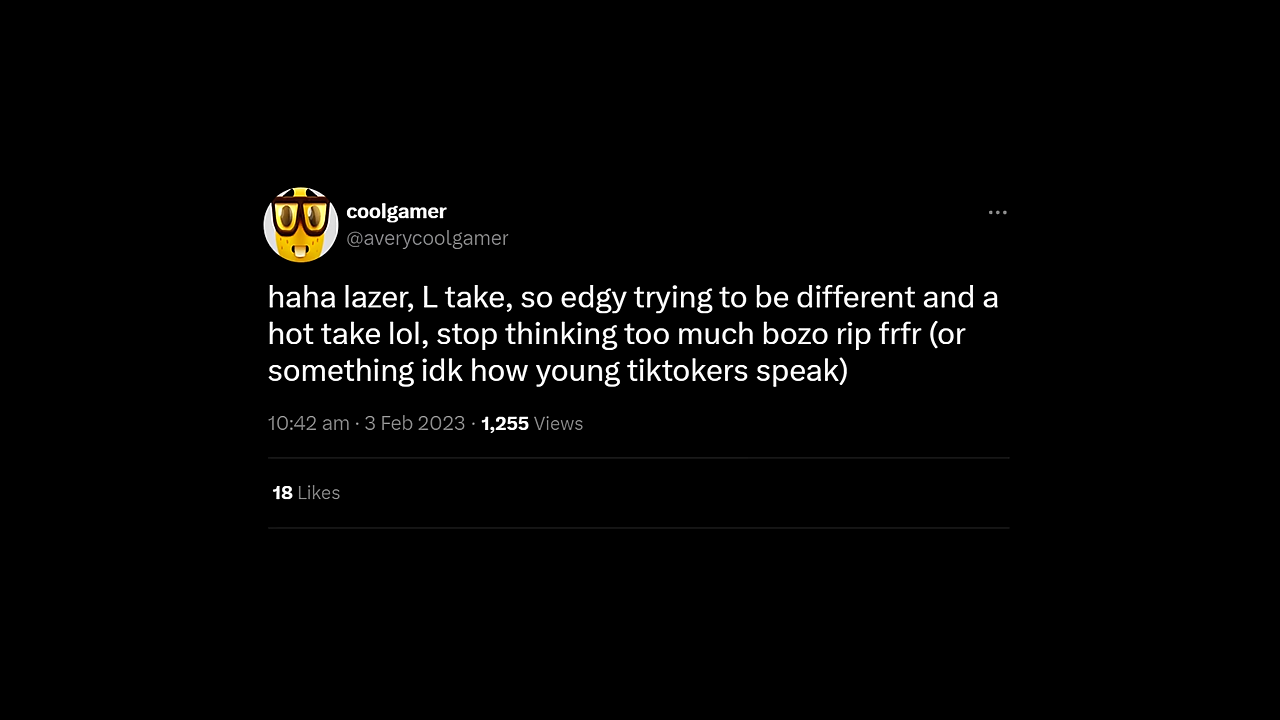 coolgamer
@averycoolgamer
haha lazer, L take, so edgy trying to be different and a
hot take lol, stop thinking too much bozo rip frfr (or
something idk how young tiktokers speak)
10:42 am · 3 Feb 2023 · 1,255 Views
18 Likes